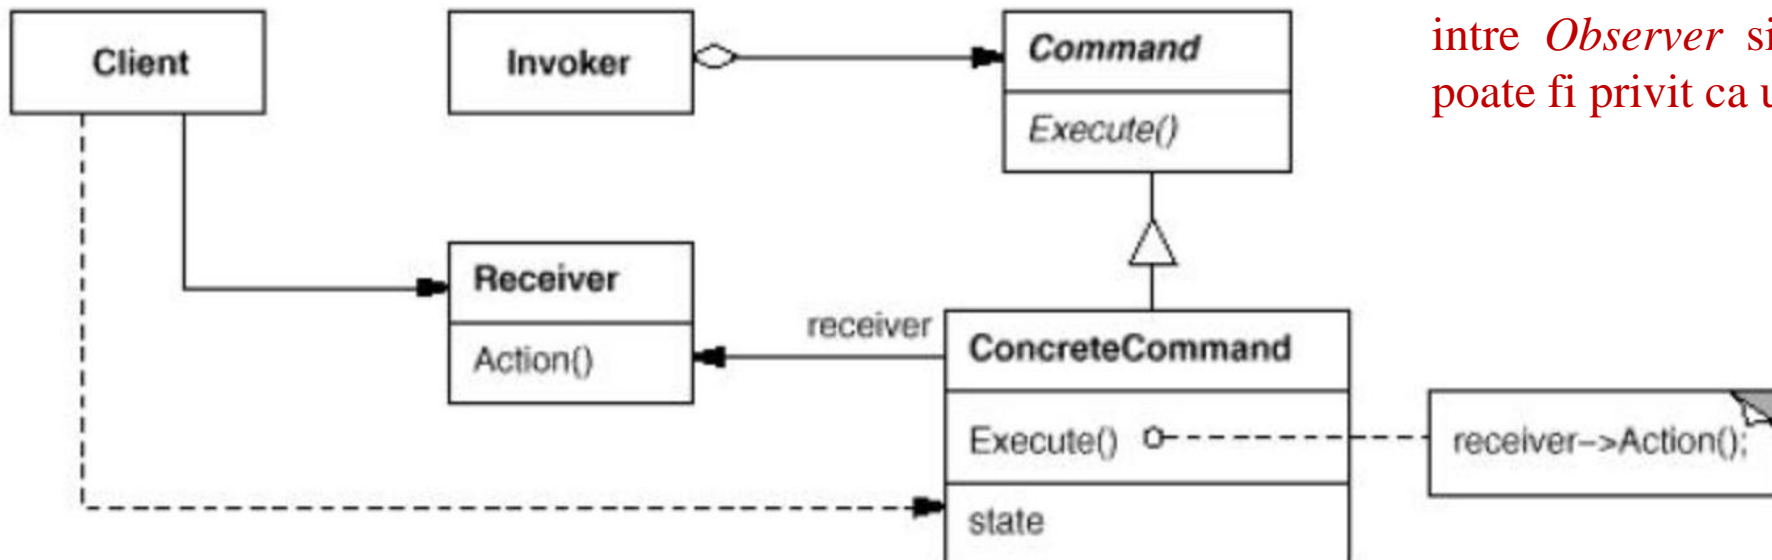 Client
Invoker
Command
Execute()
intre Observer si
poate fi privit ca
Receiver
Action()
receiver
ConcreteCommand
Execute()
state
receiver->Action();